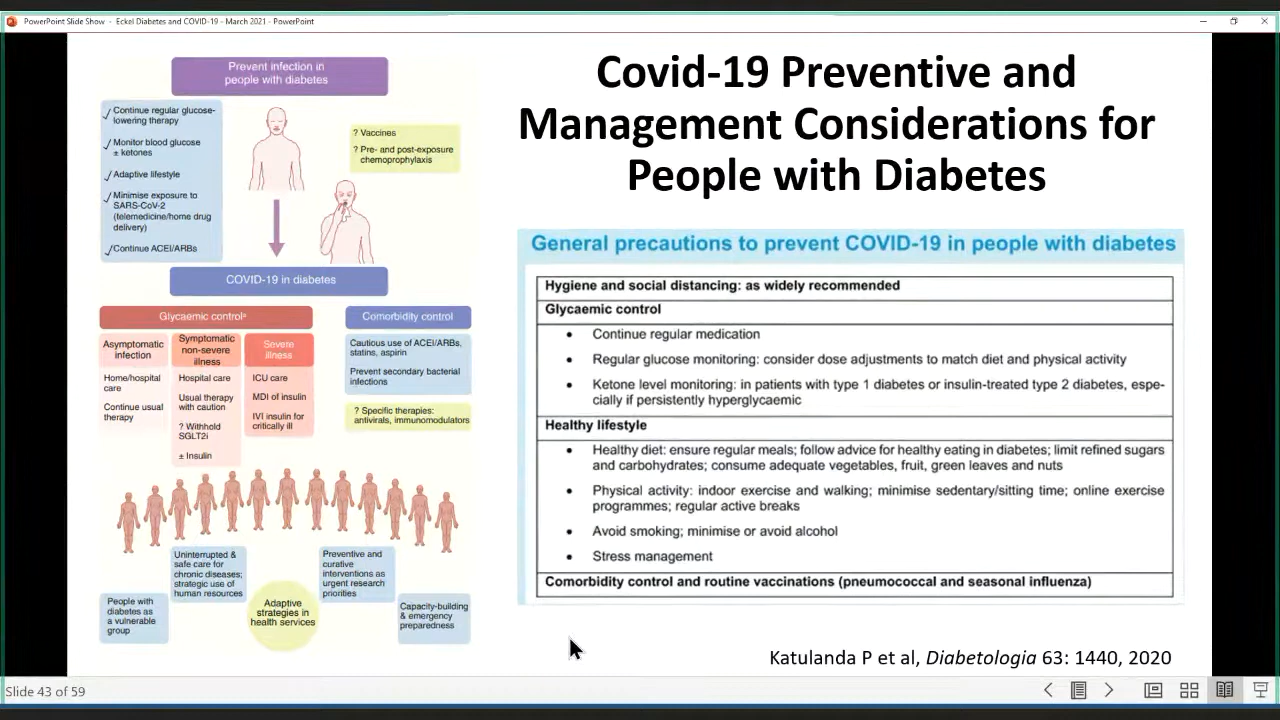 PowerPoint Slide Show - Eckel Diabetes and COVID-19 - March 2021 - PowerPoint
Prevent infection in
people with diabetes
Continue regular glucose-
lowering therapy
Monitor blood glucose
± ketones
Adaptive lifestyle
Minimise exposure to
SARS-CoV-2
(telemedicine/home drug
delivery)
Continue ACEI/ARBs
? Vaccines
? Pre- and post-exposure
chemoprophylaxis
COVID-19 in diabetes
Glycaemic controlᵃ
Asymptomatic
infection
Home/hospital
care
Continue usual
therapy
Symptomatic
non-severe
illness
Hospital care
Usual therapy
with caution
? Withhold
SGLT2i
± Insulin
Severe
illness
ICU care
MDI of insulin
IVI insulin for
critically ill
Comorbidity control
Cautious use of ACEI/ARBs,
statins, aspirin
Prevent secondary bacterial
infections
? Specific therapies:
antivirals, immunomodulators
People with
diabetes as
a vulnerable
group
Uninterrupted &
safe care for
chronic diseases;
strategic use of
human resources
Adaptive
strategies in
health services
Preventive and
curative
interventions as
urgent research
priorities
Capacity-building
& emergency
preparedness
Covid-19 Preventive and
Management Considerations for
People with Diabetes
General precautions to prevent COVID-19 in people with diabetes
Hygiene and social distancing: as widely recommended
Glycaemic control
• Continue regular medication
• Regular glucose monitoring: consider dose adjustments to match diet and physical activity
• Ketone level monitoring: in patients with type 1 diabetes or insulin-treated type 2 diabetes, espe-
cially if persistently hyperglycaemic
Healthy lifestyle
• Healthy diet: ensure regular meals; follow advice for healthy eating in diabetes; limit refined sugars
and carbohydrates; consume adequate vegetables, fruit, green leaves and nuts
• Physical activity: indoor exercise and walking; minimise sedentary/sitting time; online exercise
programmes; regular active breaks
• Avoid smoking; minimise or avoid alcohol
• Stress management
Comorbidity control and routine vaccinations (pneumococcal and seasonal influenza)
Katulanda P et al, Diabetologia 63: 1440, 2020
Slide 43 of 59